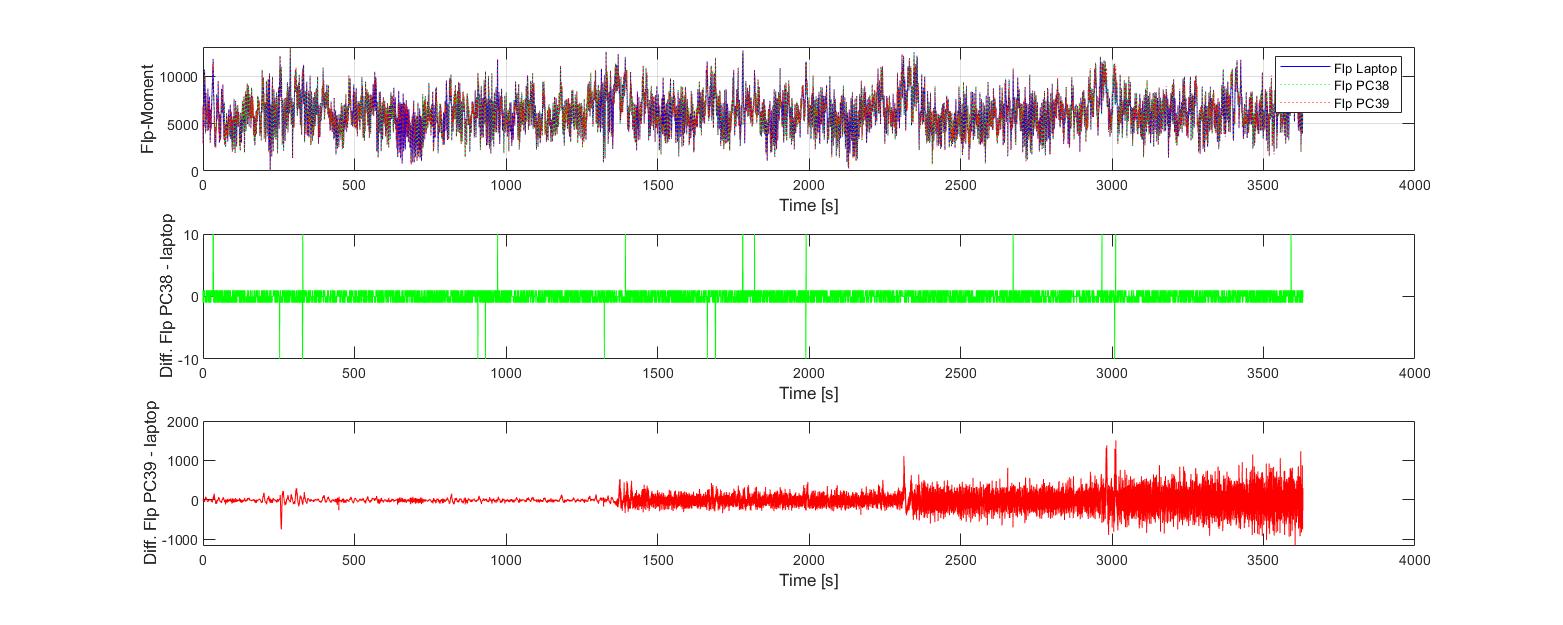 Flp-Moment
10000
5000
0
Flp Laptop
Flp PC38
Flp PC39
0 500 1000 1500 2000 2500 3000 3500 4000
Time [s]
Diff. Flp PC38 - laptop
10
0
-10
0 500 1000 1500 2000 2500 3000 3500 4000
Time [s]
Diff. Flp PC39 - laptop
2000
1000
0
-1000
0 500 1000 1500 2000 2500 3000 3500 4000
Time [s]